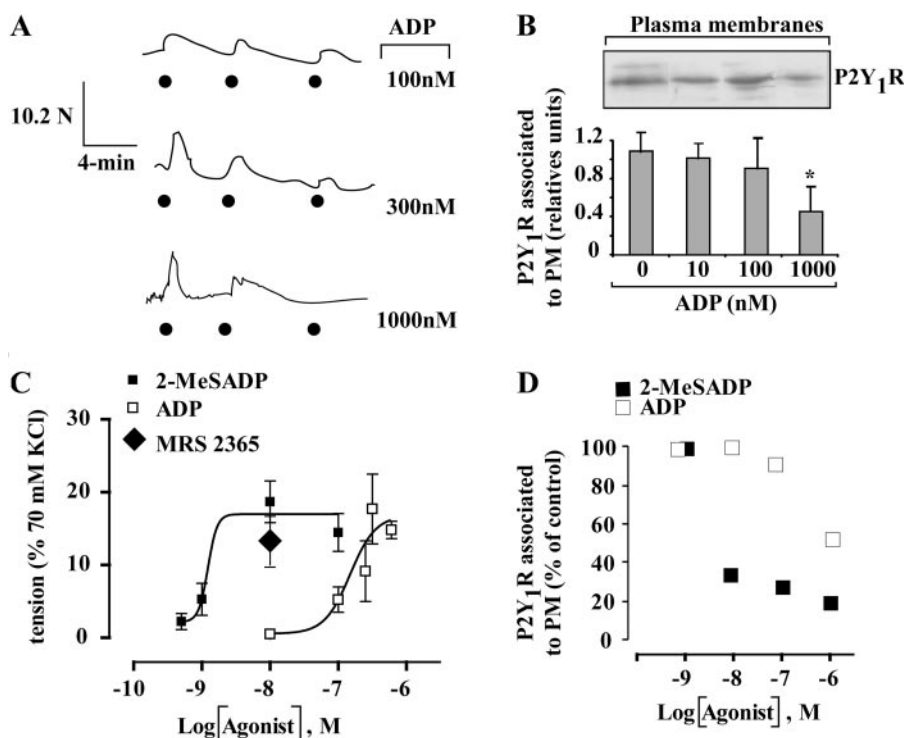 A
ADP
100nM
10.2 N
4-min
300nM
1000nM
B
Plasma membranes
P2Y1R
P2Y1R associated
to PM (relatives units)
1.2
0.8
0.4
0
*
0 10 100 1000
ADP (nM)
C
2-MeSADP
ADP
MRS 2365
tension (% 70 mM KCl)
30
20
10
0
-10 -9 -8 -7 -6
Log[Agonist], M
D
2-MeSADP
ADP
P2Y1R associated
to PM (% of control)
100
80
60
40
20
0
-9 -8 -7 -6
Log[Agonist], M